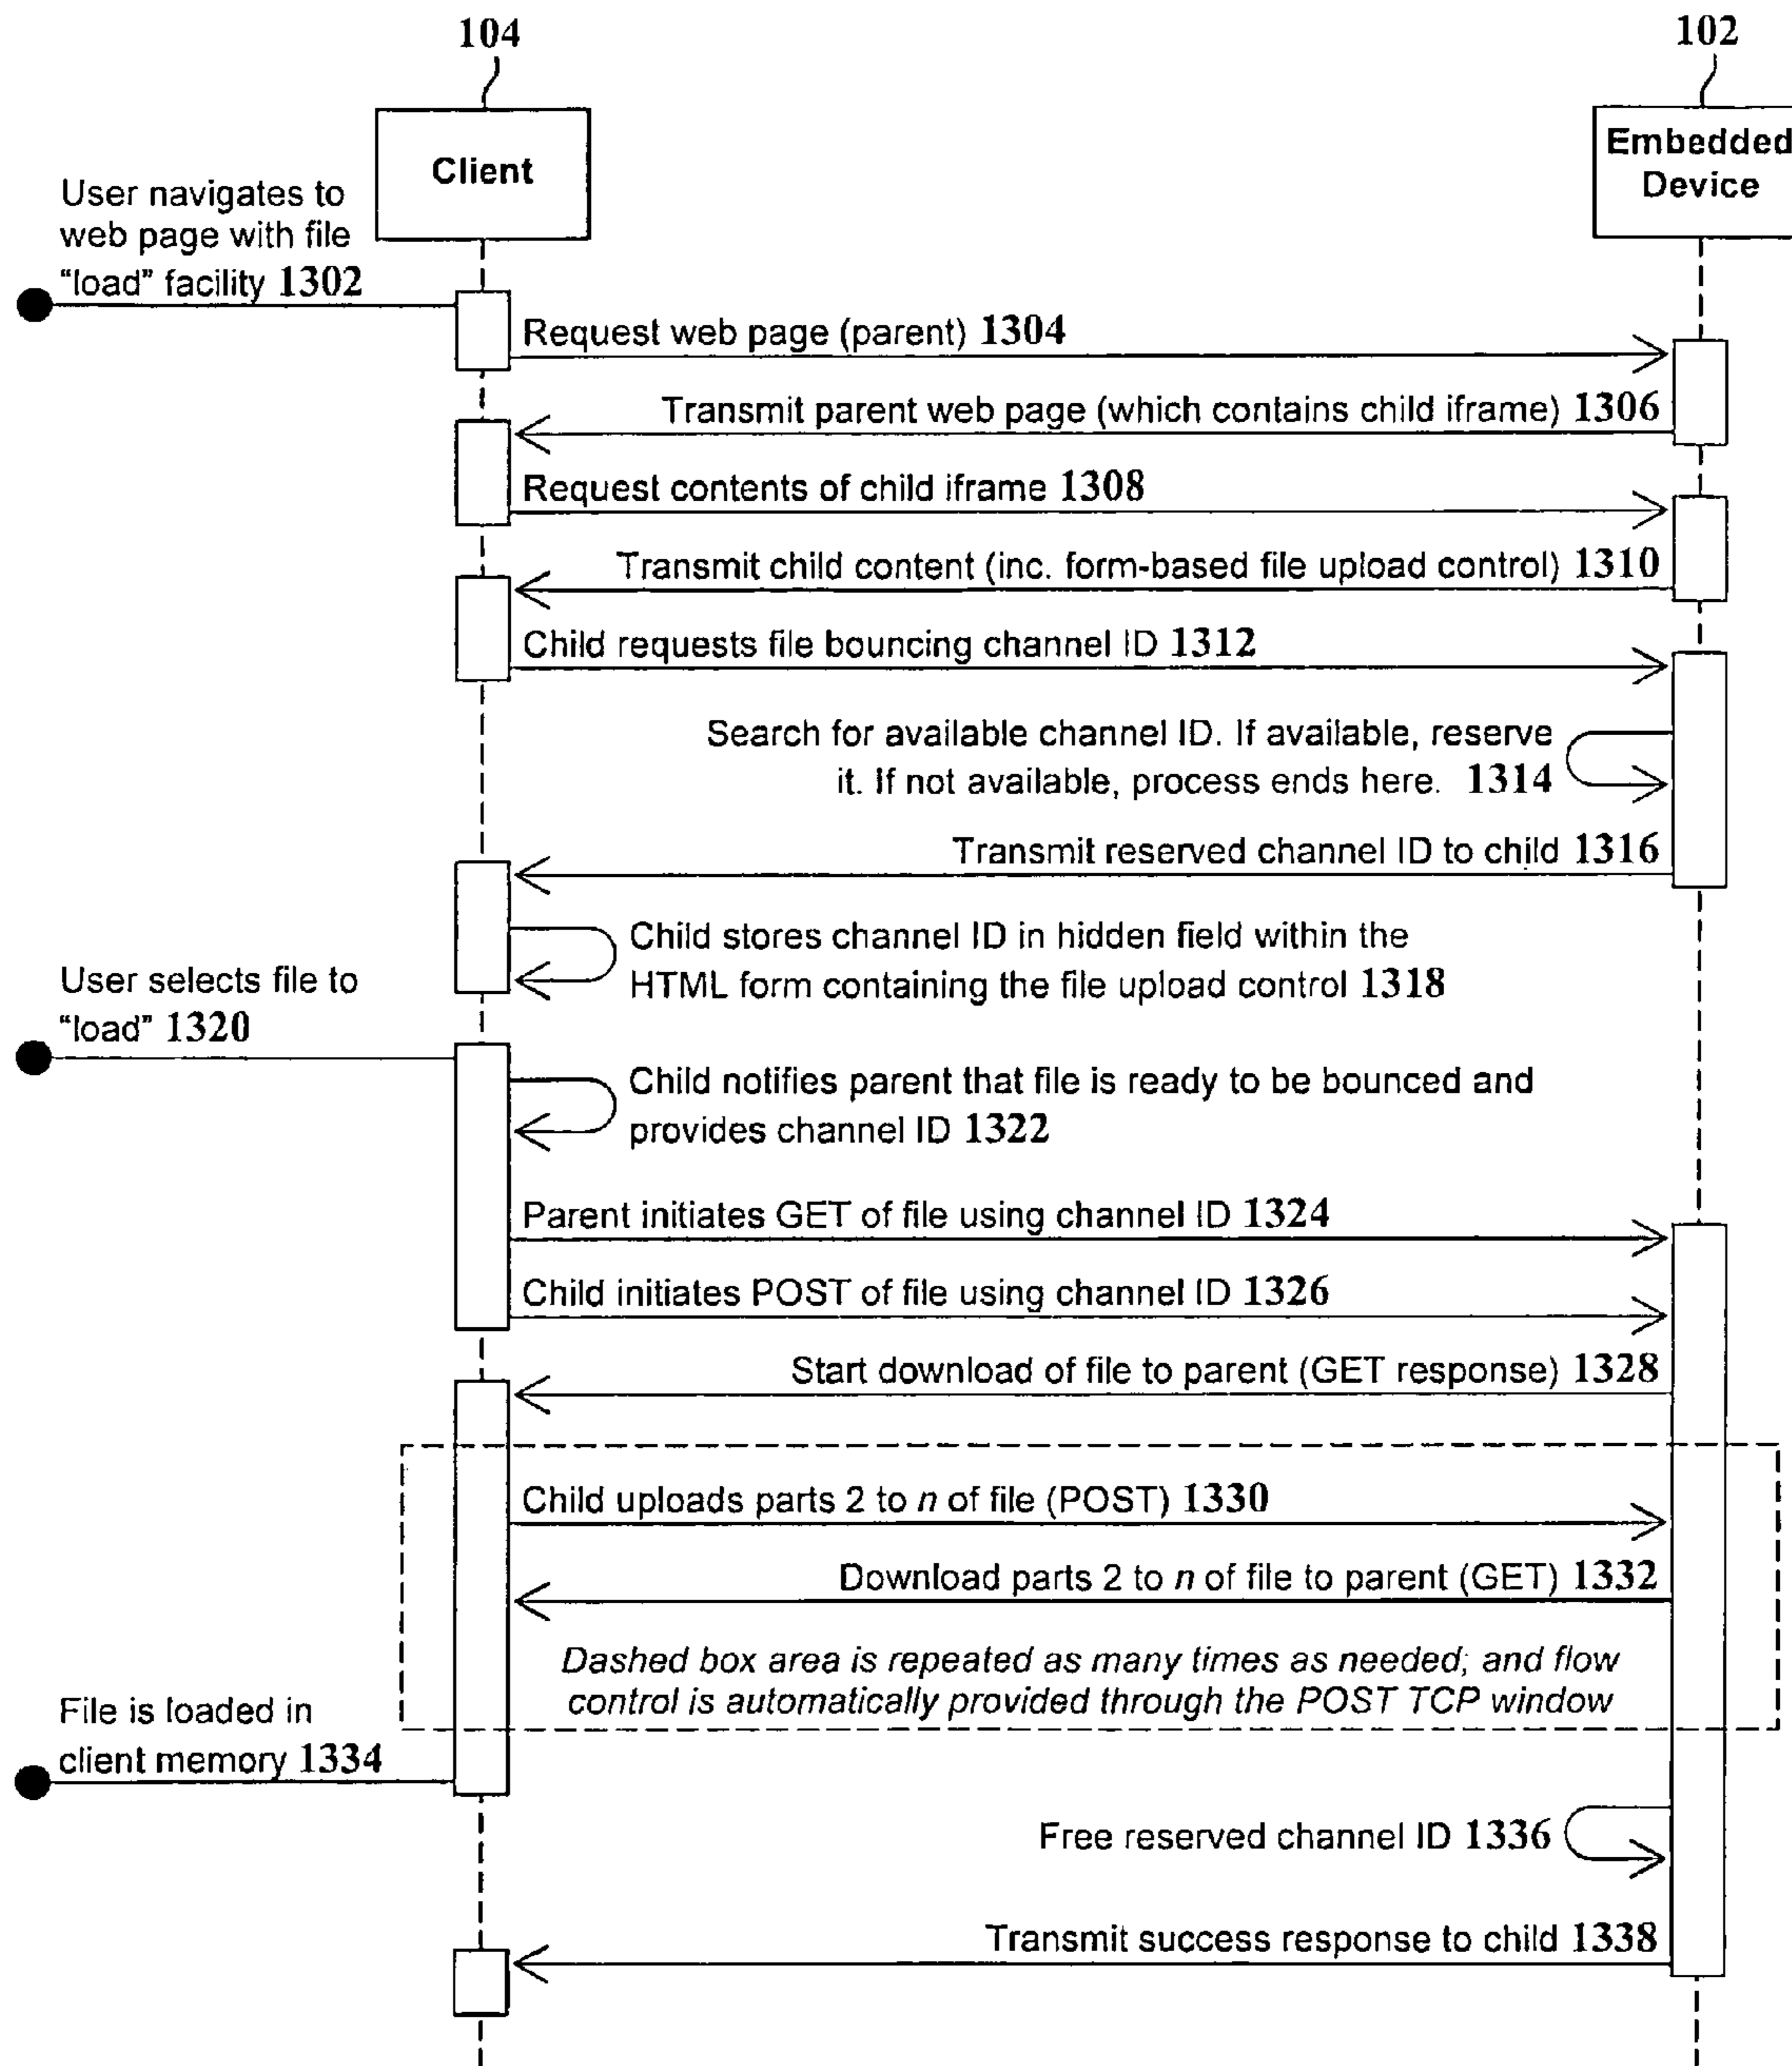 104
102
Client
Embedded
Device
User navigates to
web page with file
“load” facility 1302
Request web page (parent) 1304
Transmit parent web page (which contains child iframe) 1306
Request contents of child iframe 1308
Transmit child content (inc. form-based file upload control) 1310
Child requests file bouncing channel ID 1312
Search for available channel ID. If available, reserve
it. If not available, process ends here. 1314
Transmit reserved channel ID to child 1316
Child stores channel ID in hidden field within the
HTML form containing the file upload control 1318
User selects file to
“load” 1320
Child notifies parent that file is ready to be bounced and
provides channel ID 1322
Parent initiates GET of file using channel ID 1324
Child initiates POST of file using channel ID 1326
Start download of file to parent (GET response) 1328
Child uploads parts 2 to n of file (POST) 1330
Download parts 2 to n of file to parent (GET) 1332
Dashed box area is repeated as many times as needed; and flow
control is automatically provided through the POST TCP window
File is loaded in
client memory 1334
Free reserved channel ID 1336
Transmit success response to child 1338